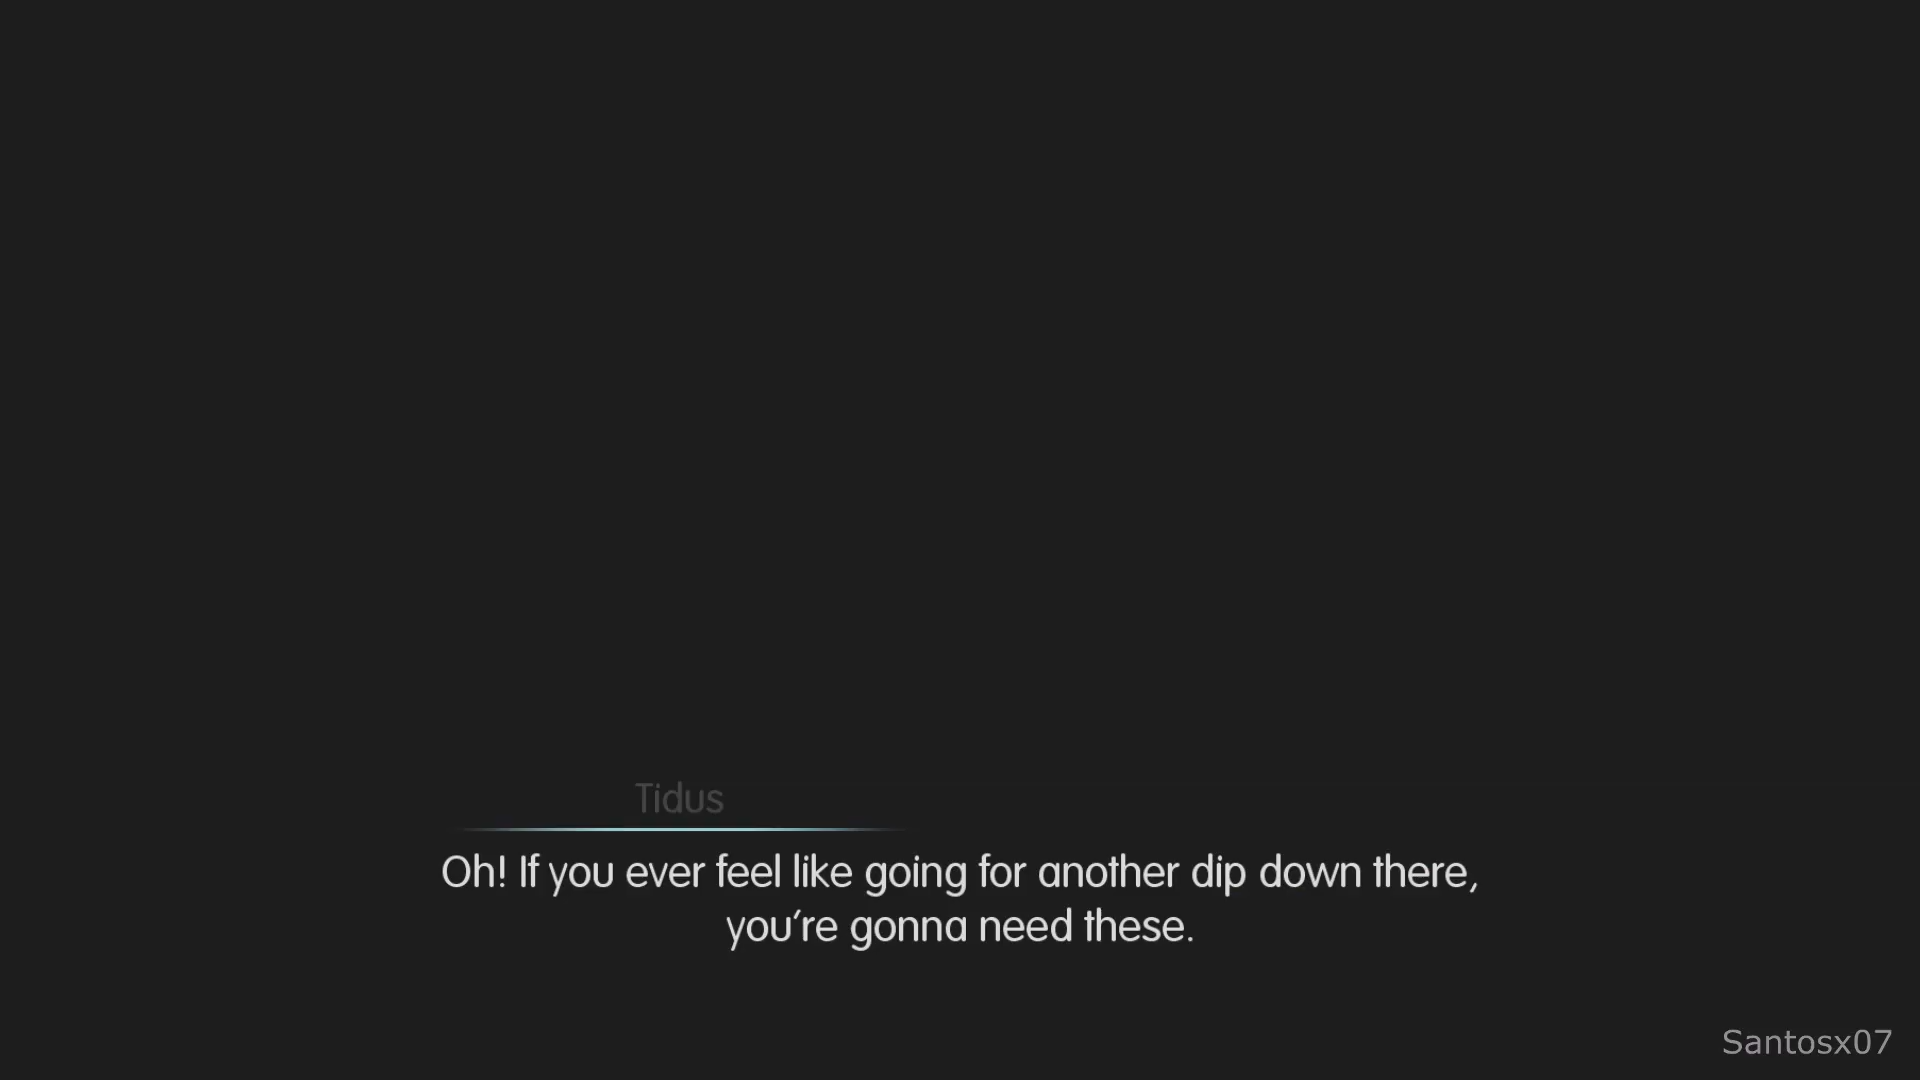 Tidus
Oh! If you ever feel like going for another dip down there,
you're gonna need these.
Santosx07